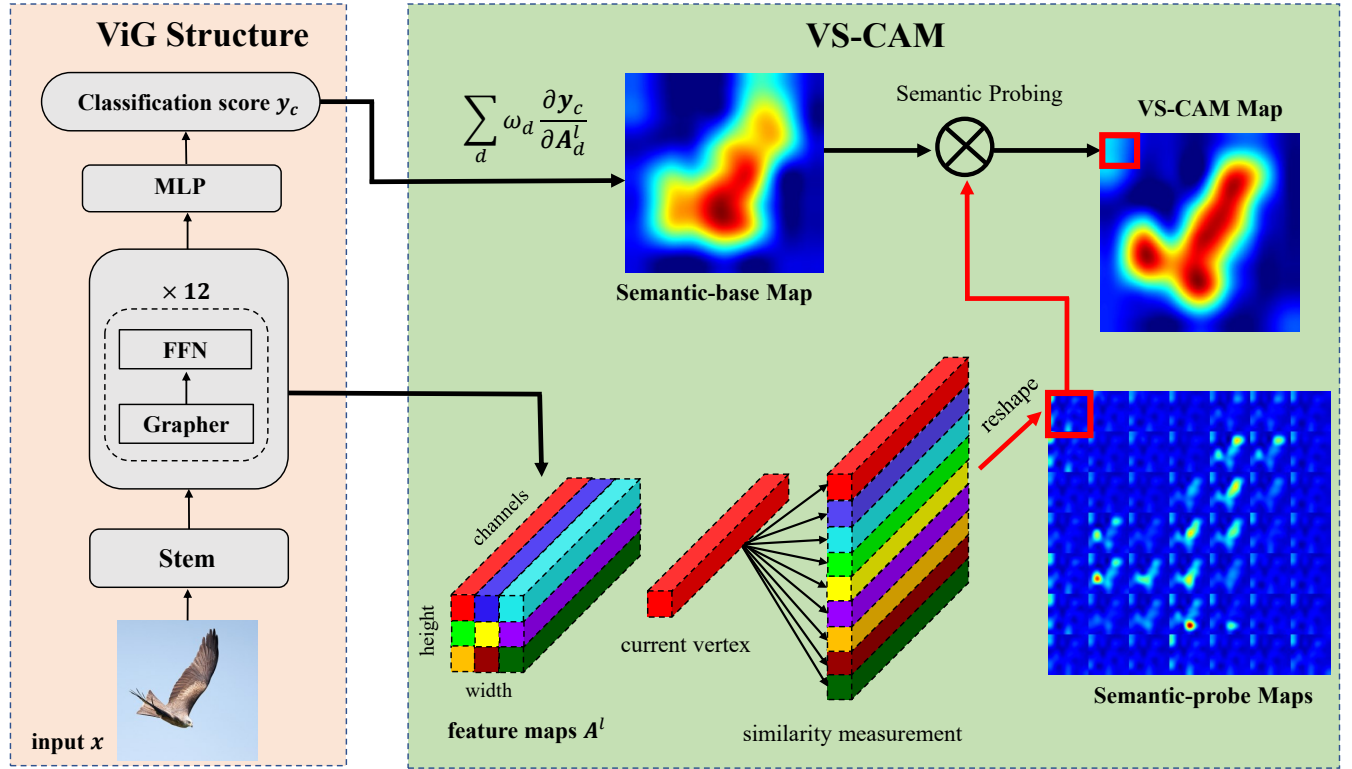 ViG Structure
Classification score y_c
MLP
× 12
FFN
Grapher
Stem
input x
VS-CAM
∑_d ω_d ∂y_c/∂A_d^l
Semantic-base Map
Semantic Probing
VS-CAM Map
channels
height
width
feature maps A^l
current vertex
similarity measurement
reshape
Semantic-probe Maps